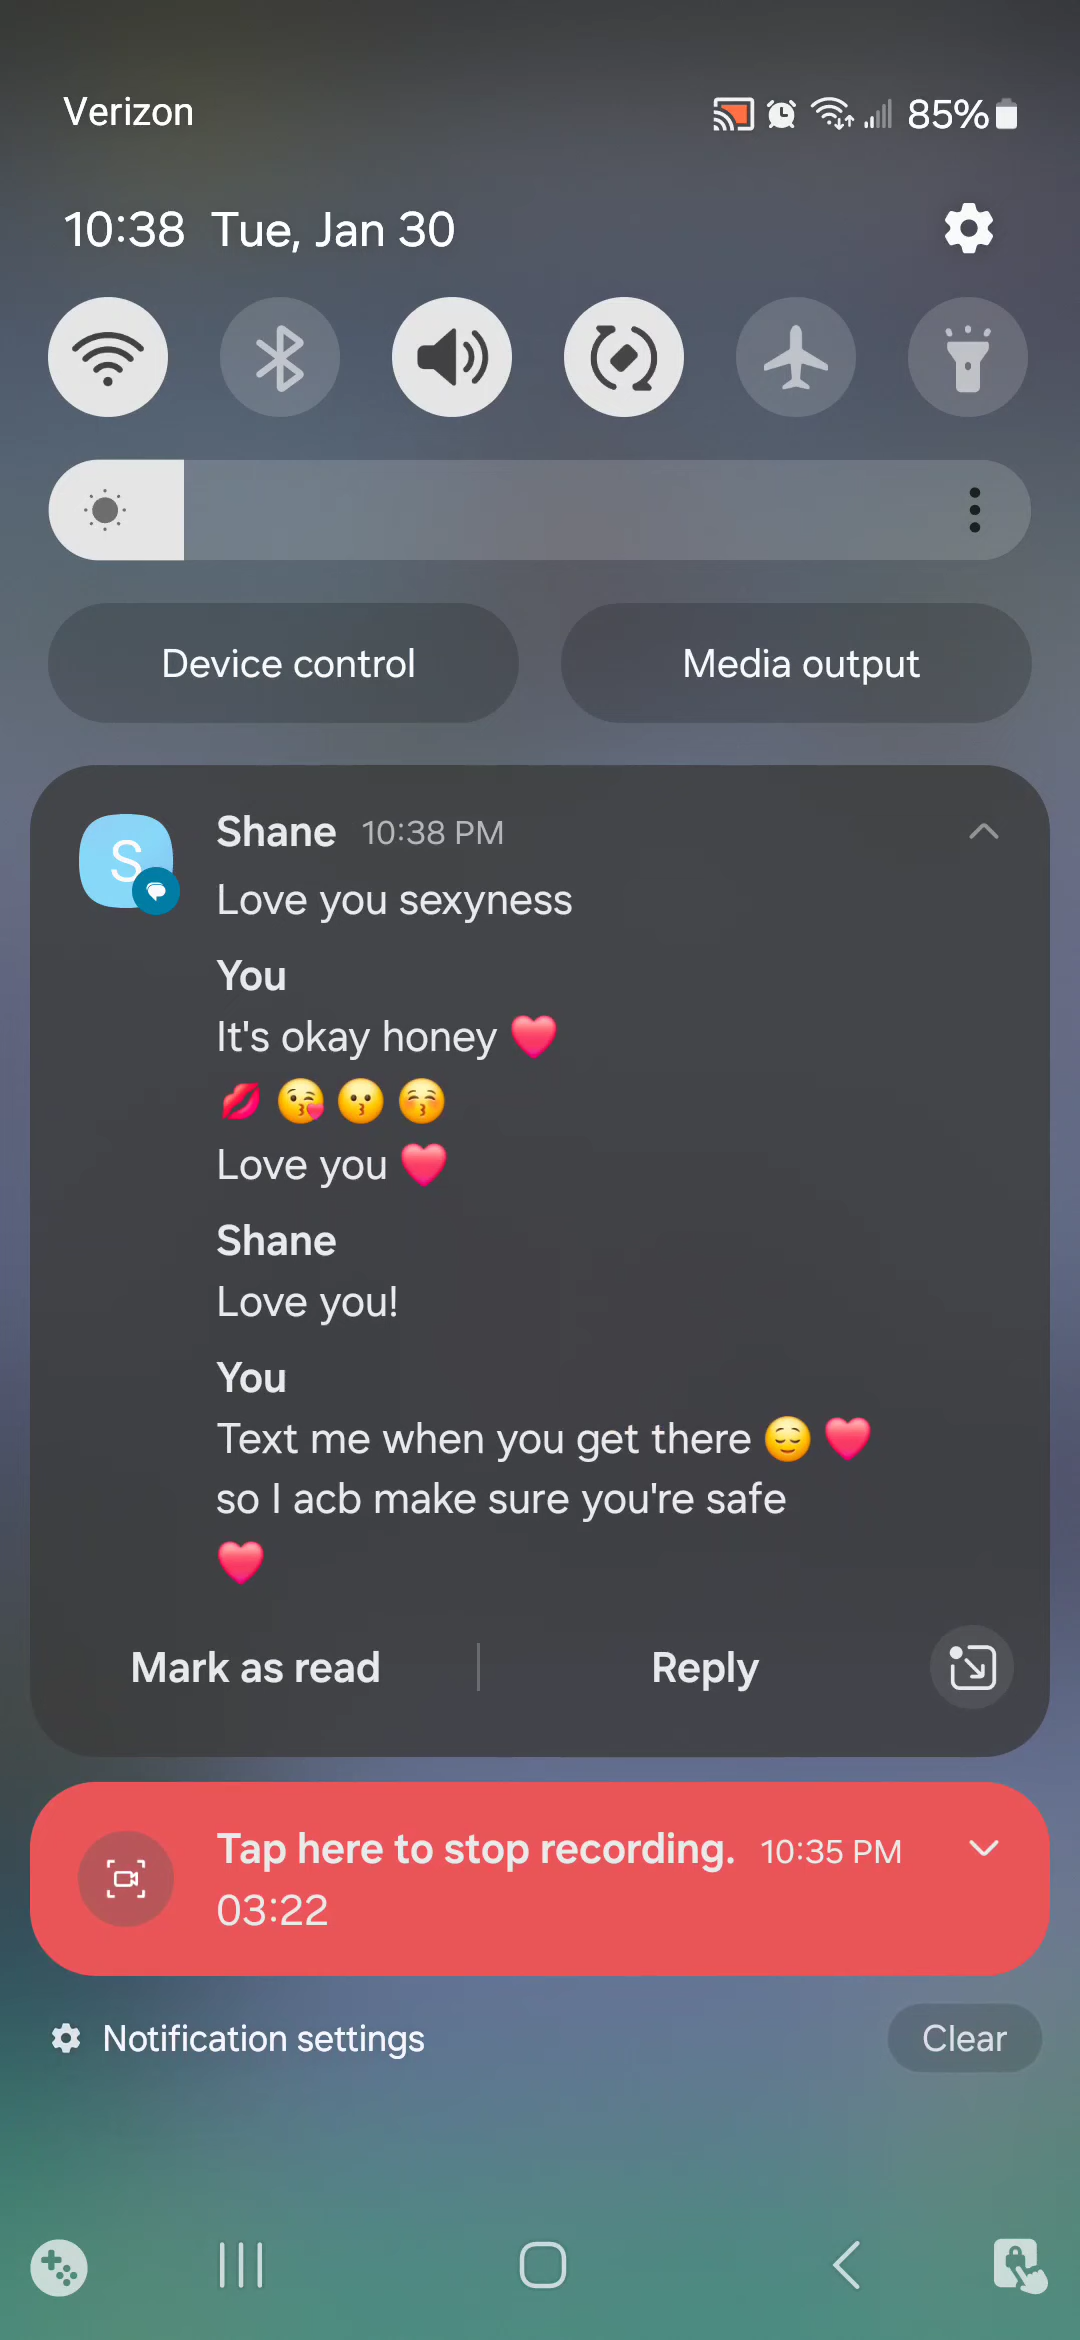 Verizon
85%
10:38 Tue, Jan 30
Device control
Media output
S
Shane 10:38 PM
Love you sexyness
You
It's okay honey ❤️
💋 😘 😗 😚
Love you ❤️
Shane
Love you!
You
Text me when you get there 😌 ❤️
so I acb make sure you're safe
❤️
Mark as read
Reply
Tap here to stop recording. 10:35 PM
03:22
Notification settings
Clear